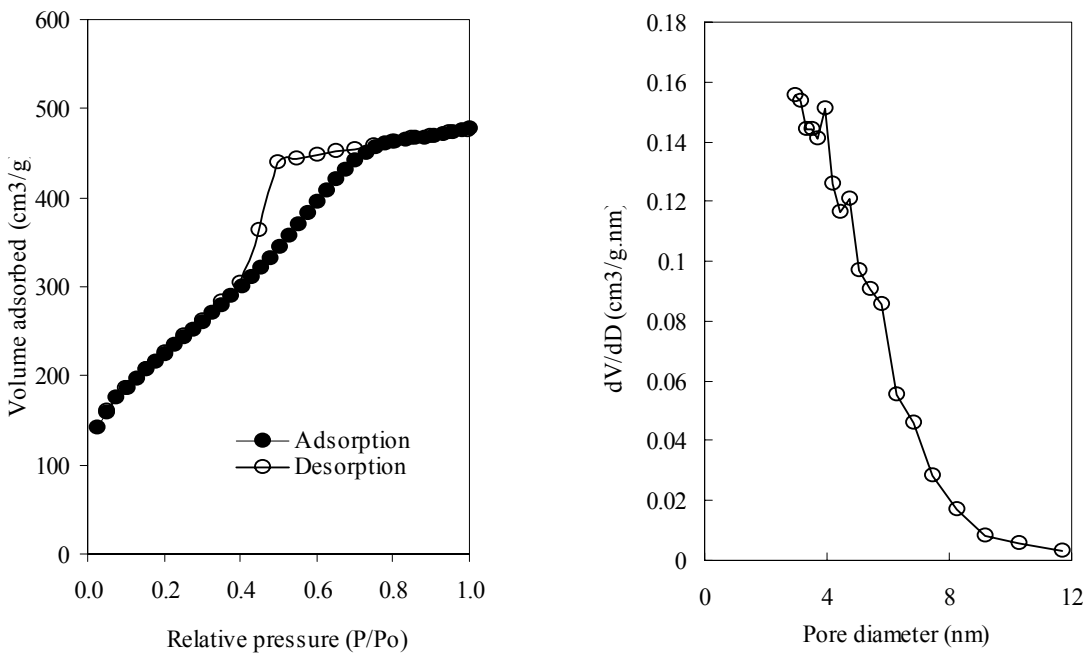 600
500
400
300
200
100
0
Volume adsorbed (cm3/g)
Adsorption
Desorption
0.0 0.2 0.4 0.6 0.8 1.0
Relative pressure (P/Po)
0.18
0.16
0.14
0.12
0.1
0.08
0.06
0.04
0.02
0
dV/dD (cm3/g.nm)
0 4 8 12
Pore diameter (nm)